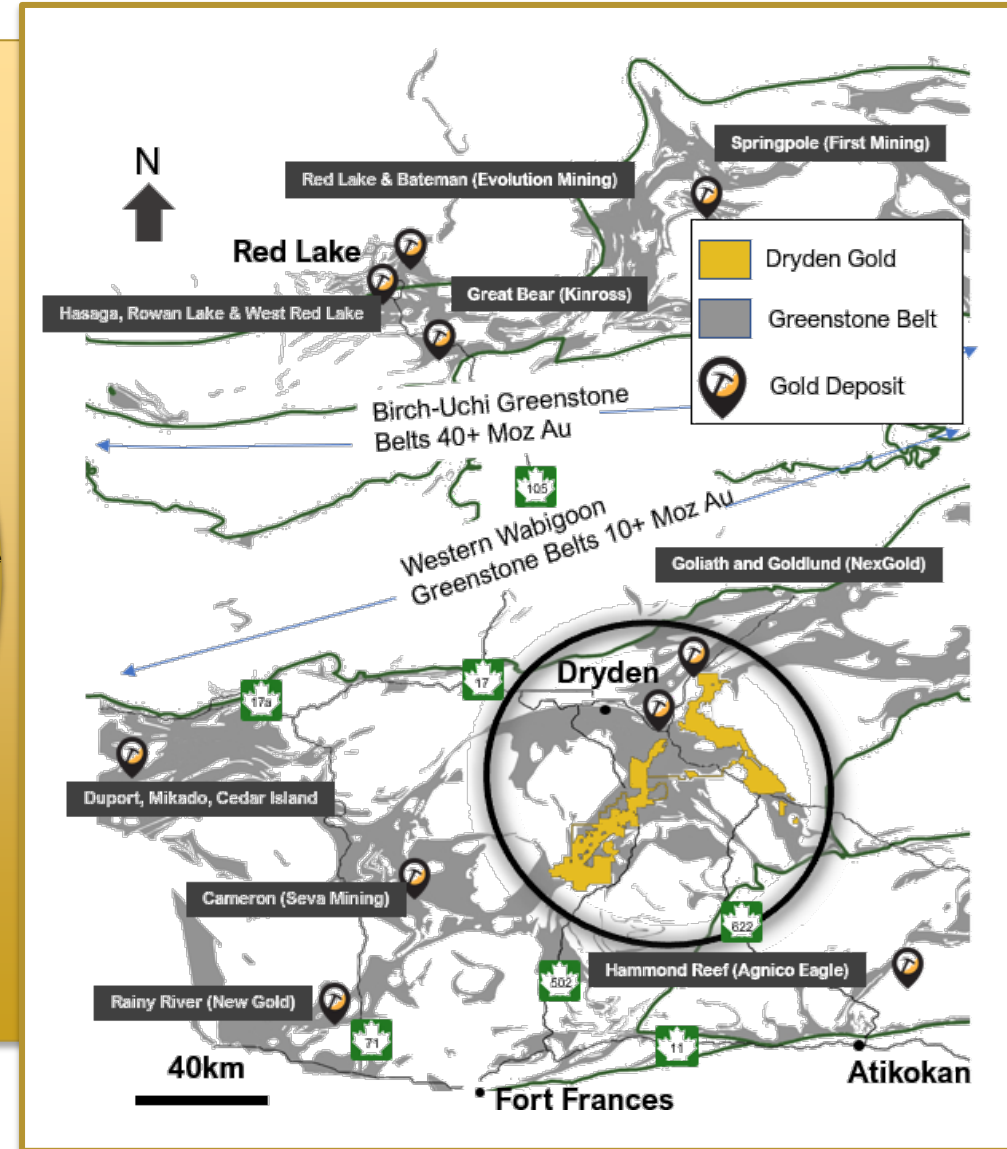 N
Springpole (First Mining)
Red Lake & Bateman (Evolution Mining)
Red Lake
Great Bear (Kinross)
Hasaga, Rowan Lake & West Red Lake
Dryden Gold
Greenstone Belt
Gold Deposit
Birch-Uchi Greenstone
Belts 40+ Moz Au
105
Western Wabigoon
Greenstone Belts 10+ Moz Au
Goliath and Goldlund (NexGold)
17
Dryden
17a
Duport, Mikado, Cedar Island
Cameron (Seva Mining)
622
Hammond Reef (Agnico Eagle)
502
Rainy River (New Gold)
71
11
40km
Atikokan
Fort Frances